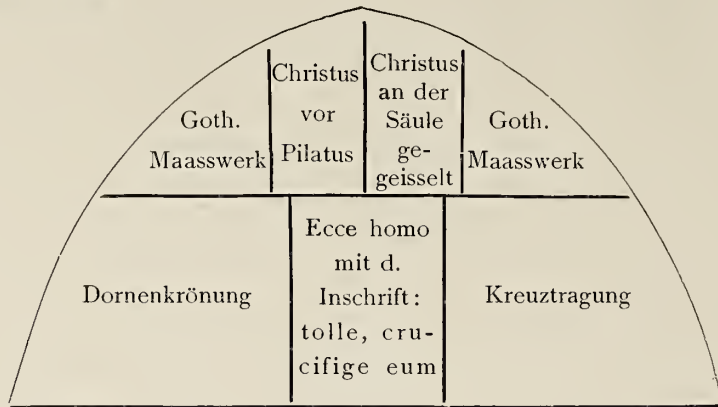 Goth.
Maasswerk
Christus
vor
Pilatus
Christus
an der
Säule
ge-
geisselt
Goth.
Maasswerk
Dornenkrönung
Ecce homo
mit d.
Inschrift:
tolle, cru-
cifige eum
Kreuztragung